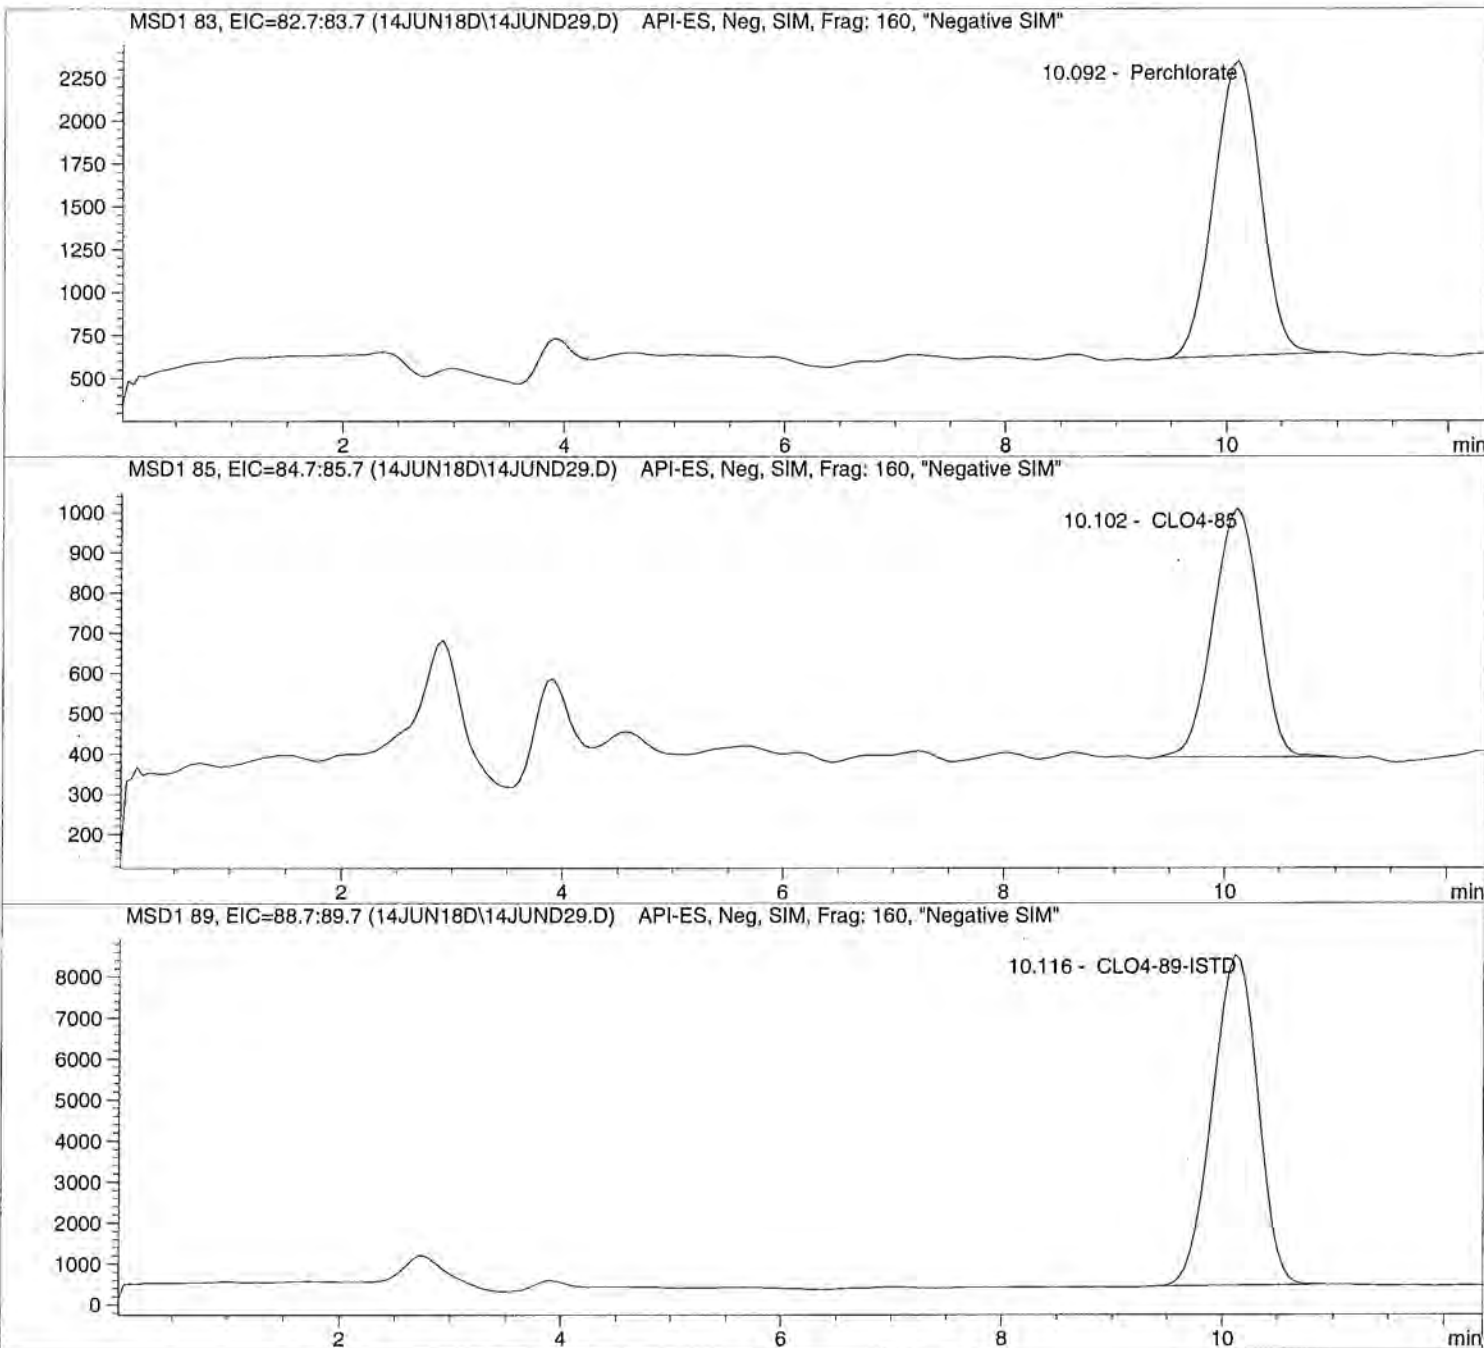 MSD1 83, EIC=82.7:83.7 (14JUN18D\14JUND29.D) API-ES, Neg, SIM, Frag: 160, "Negative SIM"
10.092 - Perchlorate
2250
2000
1750
1500
1250
1000
750
500
2 4 6 8 10 min
MSD1 85, EIC=84.7:85.7 (14JUN18D\14JUND29.D) API-ES, Neg, SIM, Frag: 160, "Negative SIM"
1000
10.102 - CLO4-85
900
800
700
600
500
400
300
200
2 4 6 8 10 min
MSD1 89, EIC=88.7:89.7 (14JUN18D\14JUND29.D) API-ES, Neg, SIM, Frag: 160, "Negative SIM"
10.116 - CLO4-89-ISTD
8000
7000
6000
5000
4000
3000
2000
1000
0
2 4 6 8 10 min